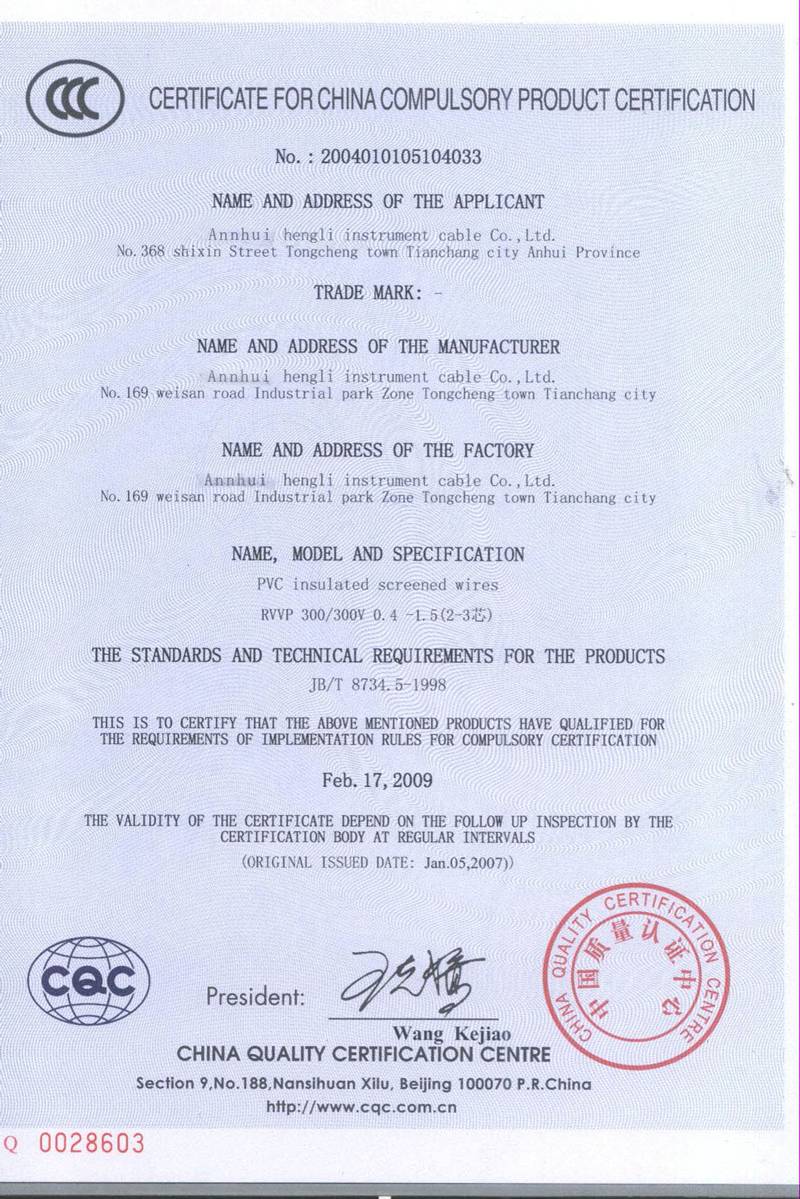 CCC
CERTIFICATE FOR CHINA COMPULSORY PRODUCT CERTIFICATION
No. : 2004010105104033
NAME AND ADDRESS OF THE APPLICANT
Annhui hengli instrument cable Co.,Ltd.
No.368 shixin Street Tongcheng town Tianchang city Anhui Province
TRADE MARK: -
NAME AND ADDRESS OF THE MANUFACTURER
Annhui hengli instrument cable Co.,Ltd.
No.169 weisan road Industrial park Zone Tongcheng town Tianchang city
NAME AND ADDRESS OF THE FACTORY
Annhui hengli instrument cable Co.,Ltd.
No.169 weisan road Industrial park Zone Tongcheng town Tianchang city
NAME, MODEL AND SPECIFICATION
PVC insulated screened wires
RVVP 300/300V 0.4 -1.5(2-3芯)
THE STANDARDS AND TECHNICAL REQUIREMENTS FOR THE PRODUCTS
JB/T 8734.5-1998
THIS IS TO CERTIFY THAT THE ABOVE MENTIONED PRODUCTS HAVE QUALIFIED FOR
THE REQUIREMENTS OF IMPLEMENTATION RULES FOR COMPULSORY CERTIFICATION
Feb.17,2009
THE VALIDITY OF THE CERTIFICATE DEPEND ON THE FOLLOW UP INSPECTION BY THE
CERTIFICATION BODY AT REGULAR INTERVALS
(ORIGINAL ISSUED DATE: Jan.05,2007))
CHINA QUALITY CERTIFICATION CENTRE
中国质量认证中心
CQC
President:
Wang Kejiao
CHINA QUALITY CERTIFICATION CENTRE
Section 9,No.188,Nansihuan Xilu, Beijing 100070 P.R.China
http://www.cqc.com.cn
Q 0028603